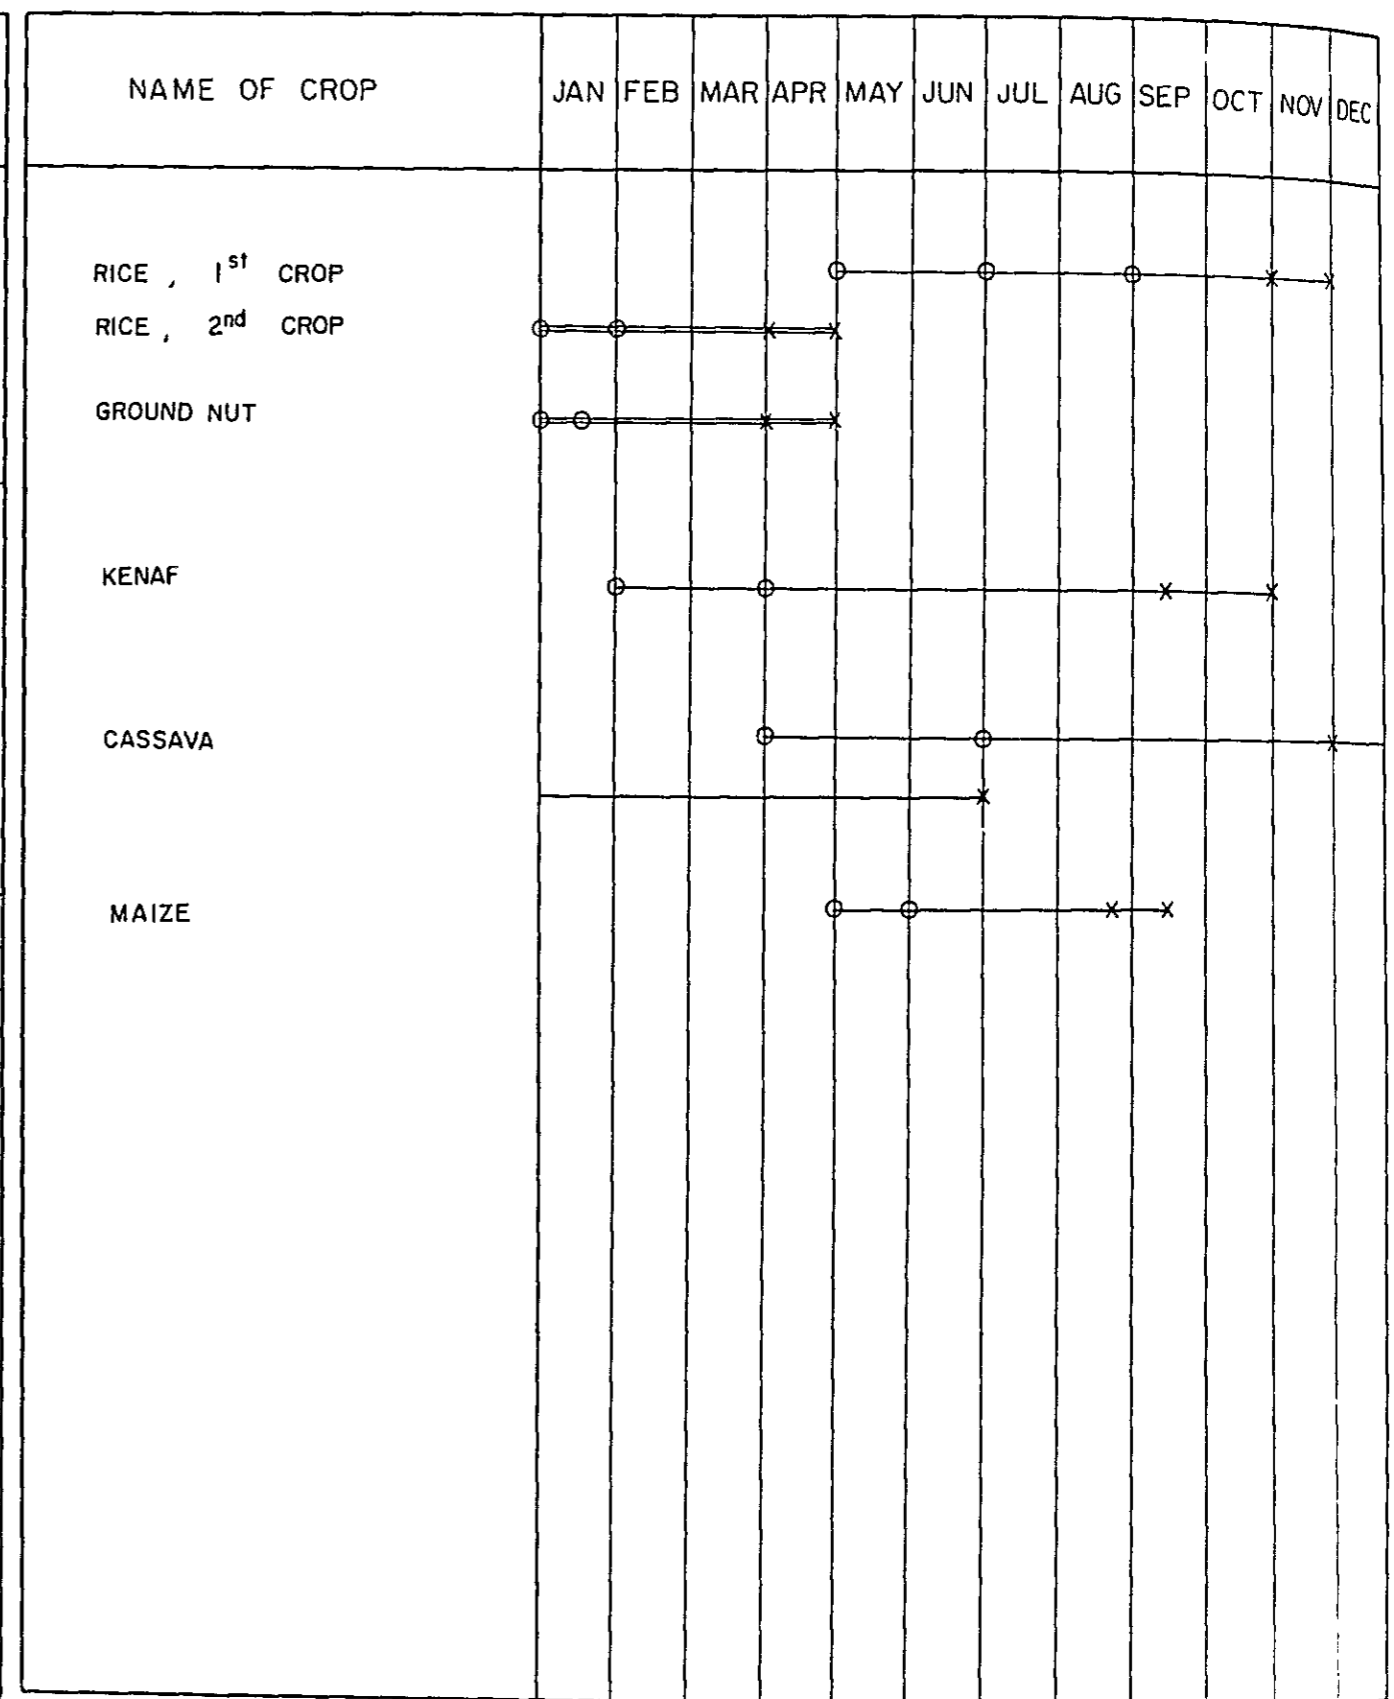 NAME OF CROP JAN FEB MAR APR MAY JUN JUL AUG SEP OCT NOV DEC
RICE , 1st CROP
RICE , 2nd CROP
GROUND NUT
KENAF
CASSAVA
MAIZE